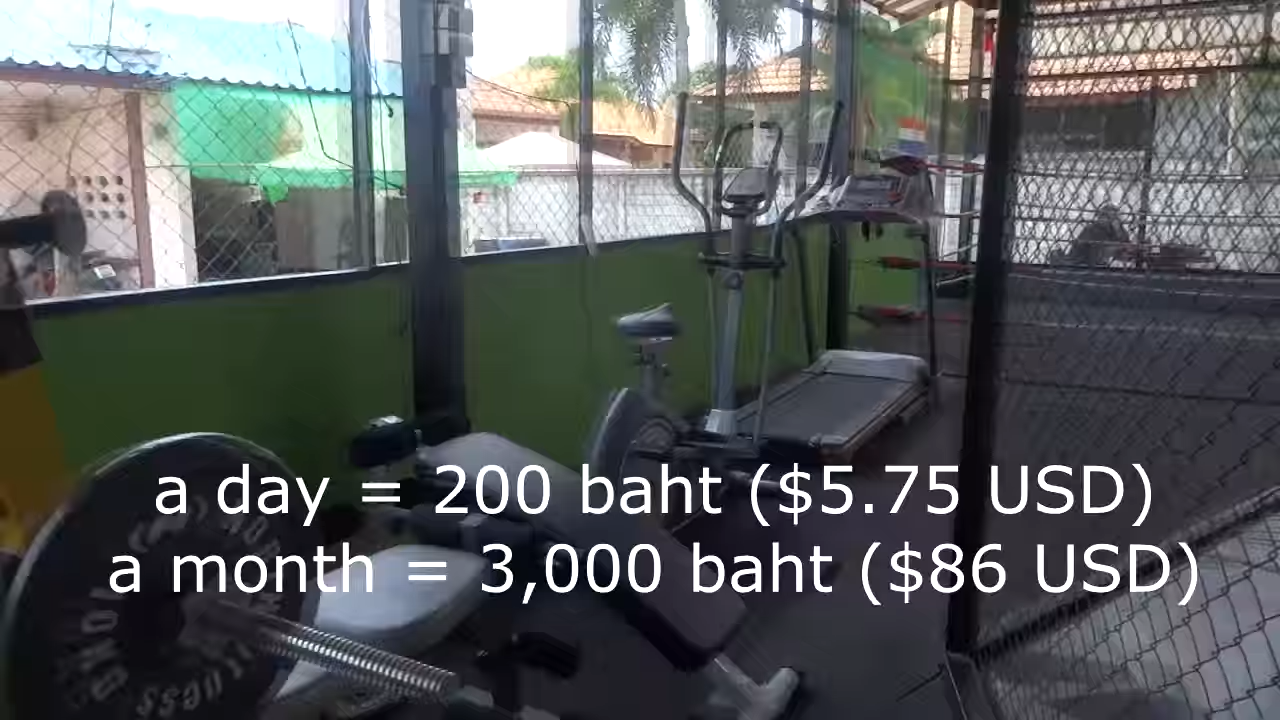 a day = 200 baht ($5.75 USD)
a month = 3,000 baht ($86 USD)